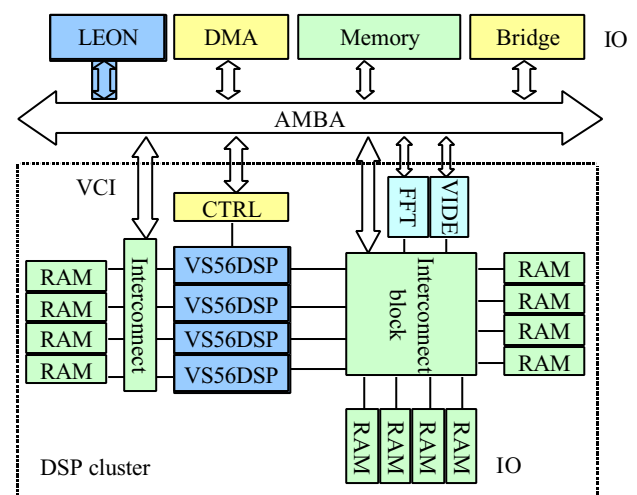 LEON
DMA
Memory
Bridge
IO
AMBA
VCI
CTRL
FFT
VIDE
RAM
RAM
RAM
RAM
Interconnect
VS56DSP
VS56DSP
VS56DSP
VS56DSP
Interconnect
block
RAM
RAM
RAM
RAM
RAM
RAM
RAM
RAM
DSP cluster
IO